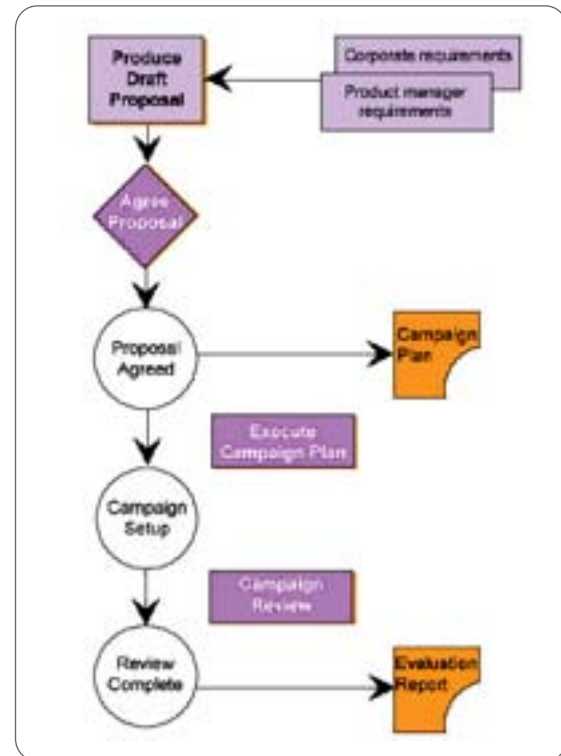 Produce
Draft
Proposal
Corporate requirements
Product manager
requirements
Agree
Proposal
Proposal
Agreed
Campaign
Plan
Execute
Campaign Plan
Campaign
Setup
Campaign
Review
Review
Complete
Evaluation
Report